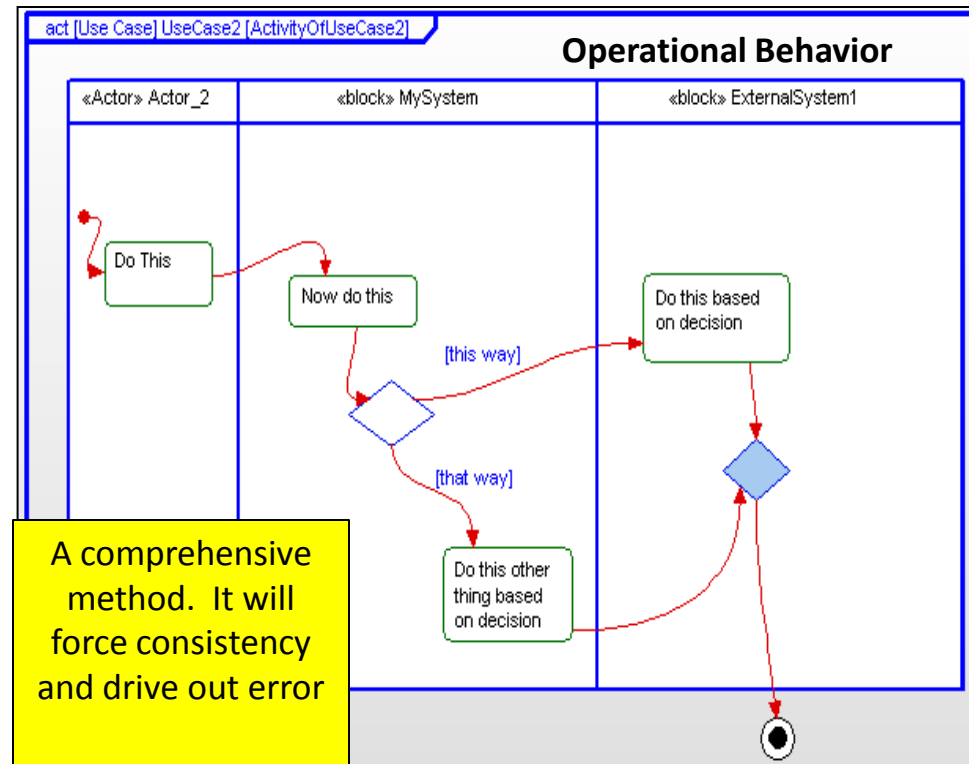 act [Use Case] UseCase2 [ActivityOfUseCase2]
Operational Behavior
«Actor» Actor_2
«block» MySystem
«block» ExternalSystem1
Do This
Now do this
Do this based
on decision
[this way]
[that way]
Do this other
thing based
on decision
A comprehensive
method. It will
force consistency
and drive out error